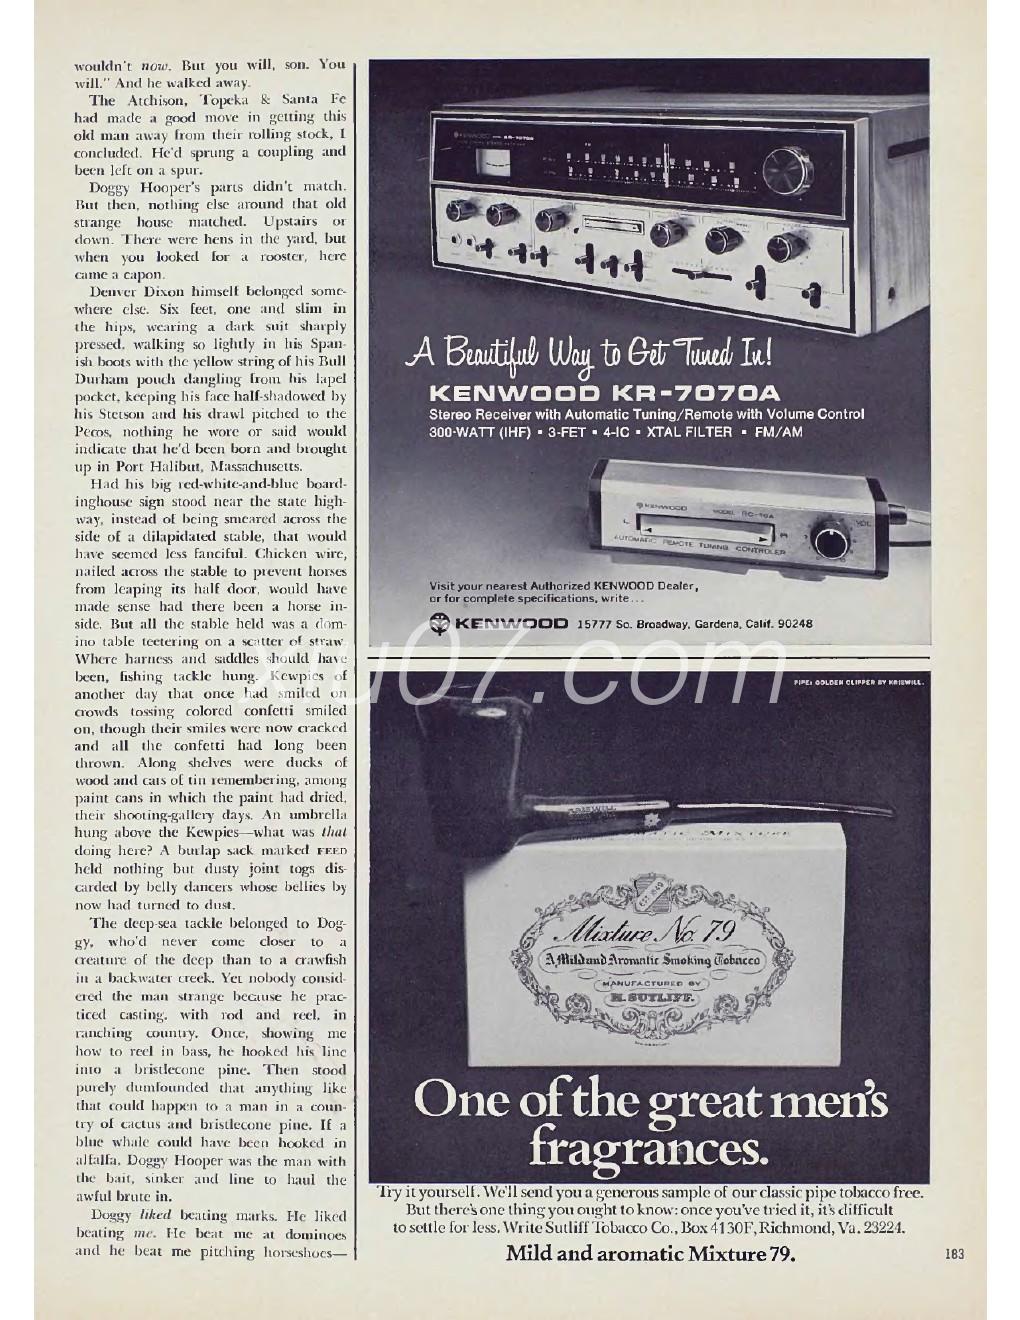 wouldn't now. But you will, son. You
will." And he walked away.
The Atchison, Topeka & Santa Fe
had made a good move in getting this
old man away from their rolling stock, I
concluded. He'd sprung a coupling and
been left on a spur.
Doggy Hooper's parts didn't match.
But then, nothing else around that old
strange house matched. Upstairs or
down. There were hens in the yard, but
when you looked for a rooster, here
came a capon.
Denver Dixon himself belonged some-
where else. Six feet, one and slim in
the hips, wearing a dark suit sharply
pressed, walking so lightly in his Span-
ish boots with the yellow string of his Bull
Durham pouch dangling from his lapel
pocket, keeping his face half-shadowed by
his Stetson and his drawl pitched to the
Pecos, nothing he wore or said would
indicate that he'd been born and brought
up in Port Halibut, Massachusetts.
Had his big red-white-and-blue board-
inghouse sign stood near the state high-
way, instead of being smeared across the
side of a dilapidated stable, that would
have seemed less fanciful. Chicken wire,
nailed across the stable to prevent horses
from leaping its half door, would have
made sense had there been a horse in-
side. But all the stable held was a dom-
ino table teetering on a scatter of straw.
Where harness and saddles should have
been, fishing tackle hung. Kewpies of
another day that once had smiled on
crowds tossing colored confetti smiled
on, though their smiles were now cracked
and all the confetti had long been
thrown. Along shelves were ducks of
wood and cats of tin remembering, among
paint cans in which the paint had dried,
their shooting-gallery days. An umbrella
hung above the Kewpies—what was that
doing here? A burlap sack marked FEED
held nothing but dusty joint togs dis-
carded by belly dancers whose bellies by
now had turned to dust.
The deep-sea tackle belonged to Dog-
gy, who'd never come closer to a
creature of the deep than to a crawfish
in a backwater creek. Yet nobody consid-
ered the man strange because he prac-
ticed casting, with rod and reel, in
ranching country. Once, showing me
how to reel in bass, he hooked his line
into a bristlecone pine. Then stood
purely dumfounded that anything like
that could happen to a man in a coun-
try of cactus and bristlecone pine. If a
blue whale could have been hooked in
alfalfa, Doggy Hooper was the man with
the bait, sinker and line to haul the
awful brute in.
Doggy liked beating marks. He liked
beating me. He beat me at dominoes
and he beat me pitching horseshoes—
KENWOOD KR-7070A
A Beautiful Way to Get Tuned In!
KENWOOD KR-7070A
Stereo Receiver with Automatic Tuning/Remote with Volume Control
300-WATT (IHF) ▪ 3-FET ▪ 4-IC ▪ XTAL FILTER ▪ FM/AM
KENWOOD MODEL RC-10A
L R VOL
AUTOMATIC REMOTE TUNING CONTROLER
Visit your nearest Authorized KENWOOD Dealer,
or for complete specifications, write...
KENWOOD 15777 So. Broadway, Gardena, Calif. 90248
xiu07.com
PIPE: GOLDEN CLIPPER BY KRISWILL.
KRISWILL
EST. 1849
Mixture No. 79
A Mild and Aromatic Smoking Tobacco
MANUFACTURED BY
H. SUTLIFF.
One of the great men's
fragrances.
Try it yourself. We'll send you a generous sample of our classic pipe tobacco free.
But there's one thing you ought to know: once you've tried it, it's difficult
to settle for less. Write Sutliff Tobacco Co., Box 4130F, Richmond, Va. 23224.
Mild and aromatic Mixture 79.
183